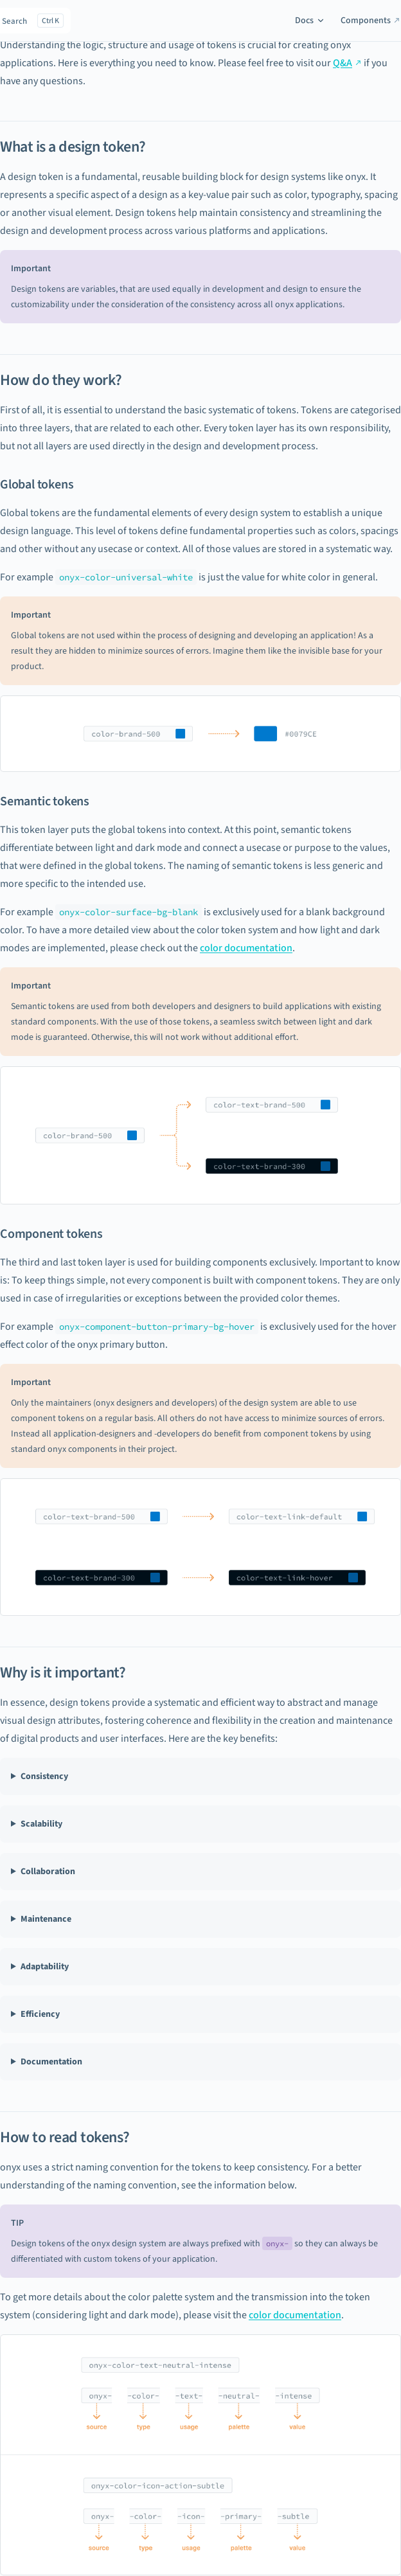 Search Ctrl K Docs Components
Understanding the logic, structure and usage of tokens is crucial for creating onyx
applications. Here is everything you need to know. Please feel free to visit our Q&A if you
have any questions.
What is a design token?
A design token is a fundamental, reusable building block for design systems like onyx. It
represents a specific aspect of a design as a key-value pair such as color, typography, spacing
or another visual element. Design tokens help maintain consistency and streamlining the
design and development process across various platforms and applications.
Important
Design tokens are variables, that are used equally in development and design to ensure the
customizability under the consideration of the consistency across all onyx applications.
How do they work?
First of all, it is essential to understand the basic systematic of tokens. Tokens are categorised
into three layers, that are related to each other. Every token layer has its own responsibility,
but not all layers are used directly in the design and development process.
Global tokens
Global tokens are the fundamental elements of every design system to establish a unique
design language. This level of tokens define fundamental properties such as colors, spacings
and other without any usecase or context. All of those values are stored in a systematic way.
For example onyx-color-universal-white is just the value for white color in general.
Important
Global tokens are not used within the process of designing and developing an application! As a
result they are hidden to minimize sources of errors. Imagine them like the invisible base for your
product.
color-brand-500 #0079CE
Semantic tokens
This token layer puts the global tokens into context. At this point, semantic tokens
differentiate between light and dark mode and connect a usecase or purpose to the values,
that were defined in the global tokens. The naming of semantic tokens is less generic and
more specific to the intended use.
For example onyx-color-surface-bg-blank is exclusively used for a blank background
color. To have a more detailed view about the color token system and how light and dark
modes are implemented, please check out the color documentation.
Important
Semantic tokens are used from both developers and designers to build applications with existing
standard components. With the use of those tokens, a seamless switch between light and dark
mode is guaranteed. Otherwise, this will not work without additional effort.
color-text-brand-500
color-brand-500
color-text-brand-300
Component tokens
The third and last token layer is used for building components exclusively. Important to know
is: To keep things simple, not every component is built with component tokens. They are only
used in case of irregularities or exceptions between the provided color themes.
For example onyx-component-button-primary-bg-hover is exclusively used for the hover
effect color of the onyx primary button.
Important
Only the maintainers (onyx designers and developers) of the design system are able to use
component tokens on a regular basis. All others do not have access to minimize sources of errors.
Instead all application-designers and -developers do benefit from component tokens by using
standard onyx components in their project.
color-text-brand-500 color-text-link-default
color-text-brand-300 color-text-link-hover
Why is it important?
In essence, design tokens provide a systematic and efficient way to abstract and manage
visual design attributes, fostering coherence and flexibility in the creation and maintenance
of digital products and user interfaces. Here are the key benefits:
Consistency
Scalability
Collaboration
Maintenance
Adaptability
Efficiency
Documentation
How to read tokens?
onyx uses a strict naming convention for the tokens to keep consistency. For a better
understanding of the naming convention, see the information below.
TIP
Design tokens of the onyx design system are always prefixed with onyx- so they can always be
differentiated with custom tokens of your application.
To get more details about the color palette system and the transmission into the token
system (considering light and dark mode), please visit the color documentation.
onyx-color-text-neutral-intense
onyx- -color- -text- -neutral- -intense
source type usage palette value
onyx-color-icon-action-subtle
onyx- -color- -icon- -primary- -subtle
source type usage palette value